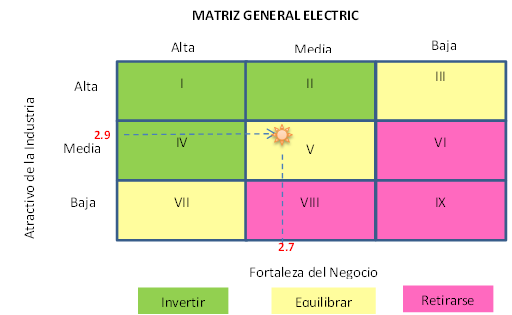 MATRIZ GENERAL ELECTRIC
Alta
Media
Baja
Atractivo de la Industria
Alta
I
II
III
2.9
Media
IV
V
VI
Baja
VII
VIII
IX
2.7
Fortaleza del Negocio
Invertir
Equilibrar
Retirarse